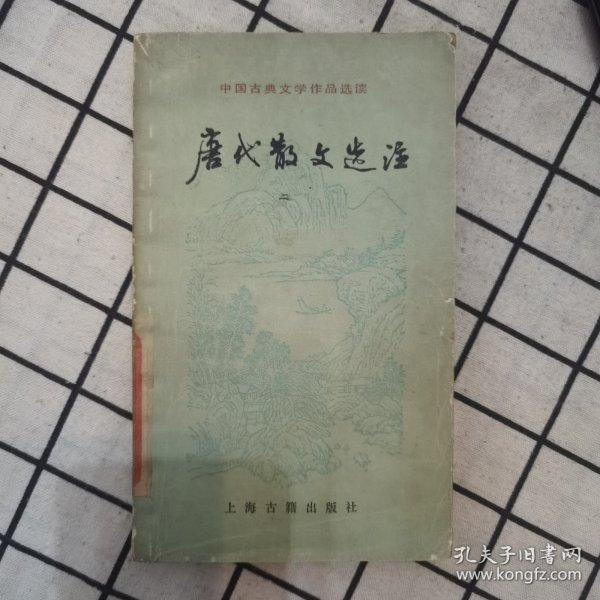 中国古典文学作品选读
唐代散文选注
二
上海古籍出版社
孔夫子旧书网
www.kongfz.com